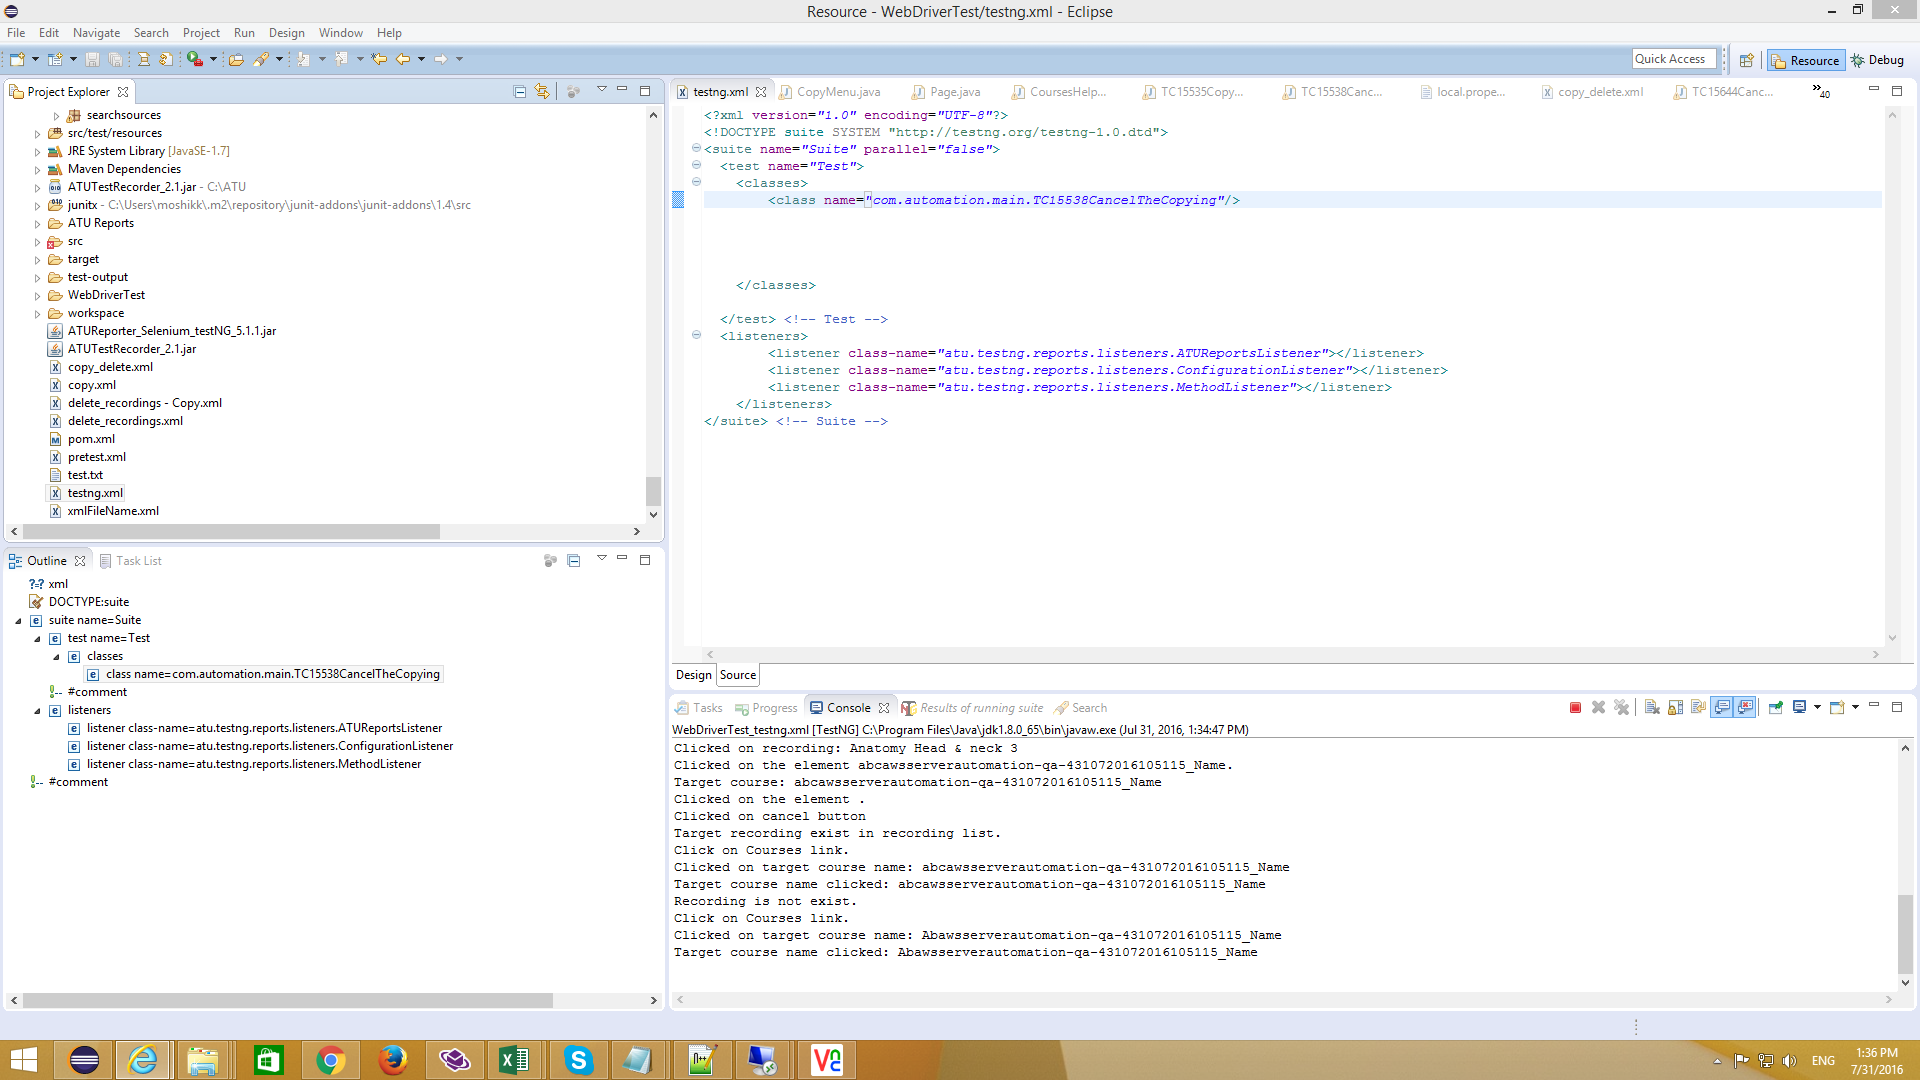 Resource - WebDriverTest/testng.xml - Eclipse
File Edit Navigate Search Project Run Design Window Help
Quick Access
Resource
Debug
Project Explorer
searchsources
src/test/resources
JRE System Library [JavaSE-1.7]
Maven Dependencies
ATUTestRecorder_2.1.jar - C:\ATU
junitx - C:\Users\moshikk\.m2\repository\junit-addons\junit-addons\1.4\src
ATU Reports
src
target
test-output
WebDriverTest
workspace
ATUReporter_Selenium_testNG_5.1.1.jar
ATUTestRecorder_2.1.jar
copy_delete.xml
copy.xml
delete_recordings - Copy.xml
delete_recordings.xml
pom.xml
pretest.xml
test.txt
testng.xml
xmlFileName.xml
Outline Task List
?-? xml
DOCTYPE:suite
suite name=Suite
test name=Test
classes
class name=com.automation.main.TC15538CancelTheCopying
#comment
listeners
listener class-name=atu.testng.reports.listeners.ATUReportsListener
listener class-name=atu.testng.reports.listeners.ConfigurationListener
listener class-name=atu.testng.reports.listeners.MethodListener
#comment
testng.xml CopyMenu.java Page.java CoursesHelp... TC15535Copy... TC15538Canc... local.prope... copy_delete.xml TC15644Canc... »40
<?xml version="1.0" encoding="UTF-8"?>
<!DOCTYPE suite SYSTEM "http://testng.org/testng-1.0.dtd">
<suite name="Suite" parallel="false">
<test name="Test">
<classes>
<class name="com.automation.main.TC15538CancelTheCopying"/>
</classes>
</test> <!-- Test -->
<listeners>
<listener class-name="atu.testng.reports.listeners.ATUReportsListener"></listener>
<listener class-name="atu.testng.reports.listeners.ConfigurationListener"></listener>
<listener class-name="atu.testng.reports.listeners.MethodListener"></listener>
</listeners>
</suite> <!-- Suite -->
Design Source
Tasks Progress Console Results of running suite Search
WebDriverTest_testng.xml [TestNG] C:\Program Files\Java\jdk1.8.0_65\bin\javaw.exe (Jul 31, 2016, 1:34:47 PM)
Clicked on recording: Anatomy Head & neck 3
Clicked on the element abcawsserverautomation-qa-431072016105115_Name.
Target course: abcawsserverautomation-qa-431072016105115_Name
Clicked on the element .
Clicked on cancel button
Target recording exist in recording list.
Click on Courses link.
Clicked on target course name: abcawsserverautomation-qa-431072016105115_Name
Target course name clicked: abcawsserverautomation-qa-431072016105115_Name
Recording is not exist.
Click on Courses link.
Clicked on target course name: Abawsserverautomation-qa-431072016105115_Name
Target course name clicked: Abawsserverautomation-qa-431072016105115_Name
ENG
1:36 PM
7/31/2016